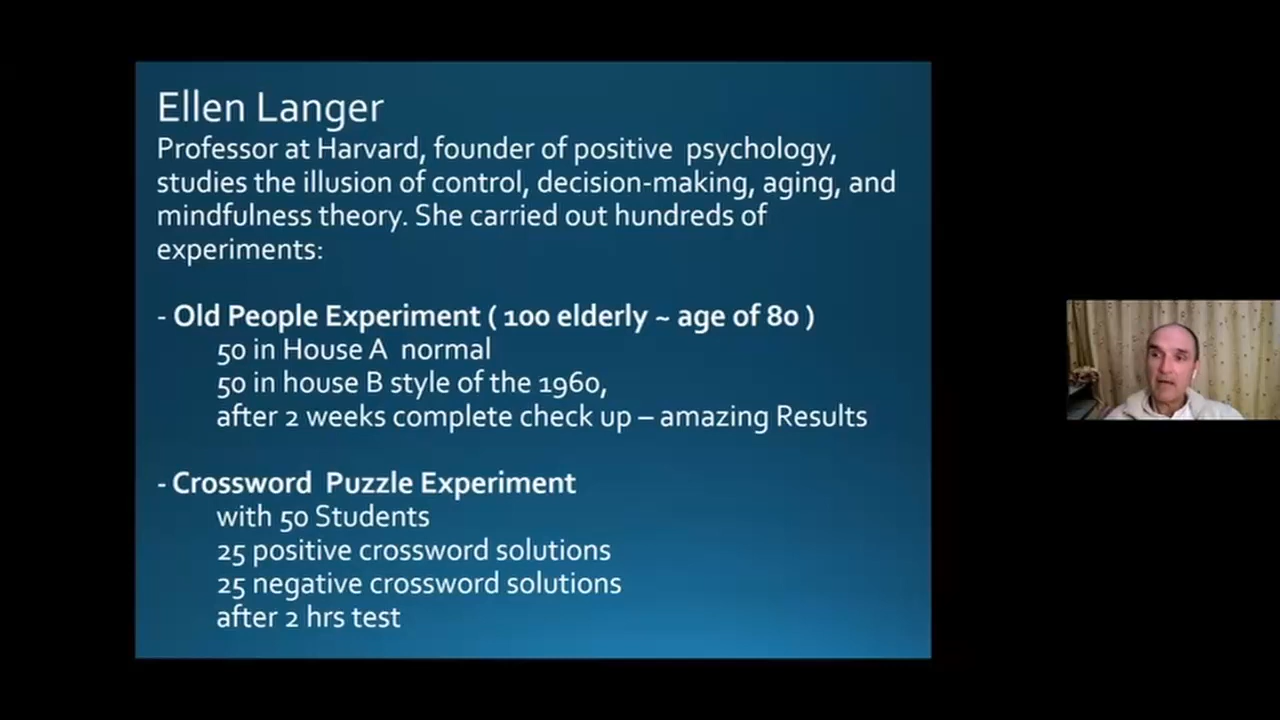 Ellen Langer
Professor at Harvard, founder of positive psychology,
studies the illusion of control, decision-making, aging, and
mindfulness theory. She carried out hundreds of
experiments:
- Old People Experiment ( 100 elderly ~ age of 80 )
50 in House A normal
50 in house B style of the 1960,
after 2 weeks complete check up – amazing Results
- Crossword Puzzle Experiment
with 50 Students
25 positive crossword solutions
25 negative crossword solutions
after 2 hrs test